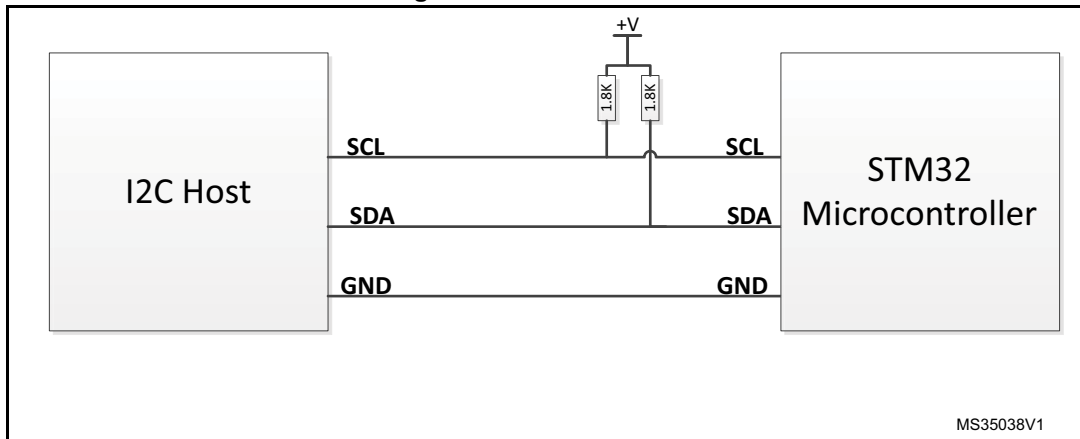 +V
1.8K
1.8K
SCL
SCL
I2C Host
STM32
Microcontroller
SDA
SDA
GND
GND
MS35038V1